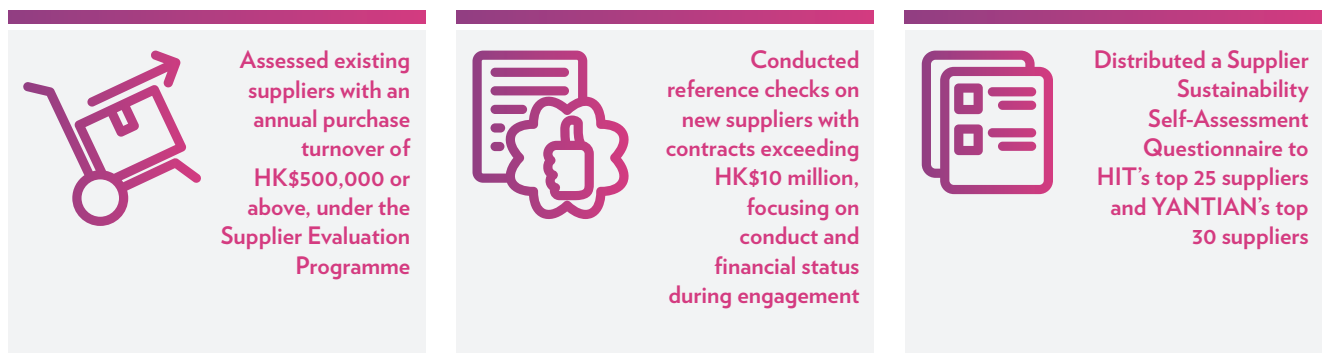 Assessed existing
suppliers with an
annual purchase
turnover of
HK$500,000 or
above, under the
Supplier Evaluation
Programme
Conducted
reference checks on
new suppliers with
contracts exceeding
HK$10 million,
focusing on
conduct and
financial status
during engagement
Distributed a Supplier
Sustainability
Self-Assessment
Questionnaire to
HIT's top 25 suppliers
and YANTIAN's top
30 suppliers